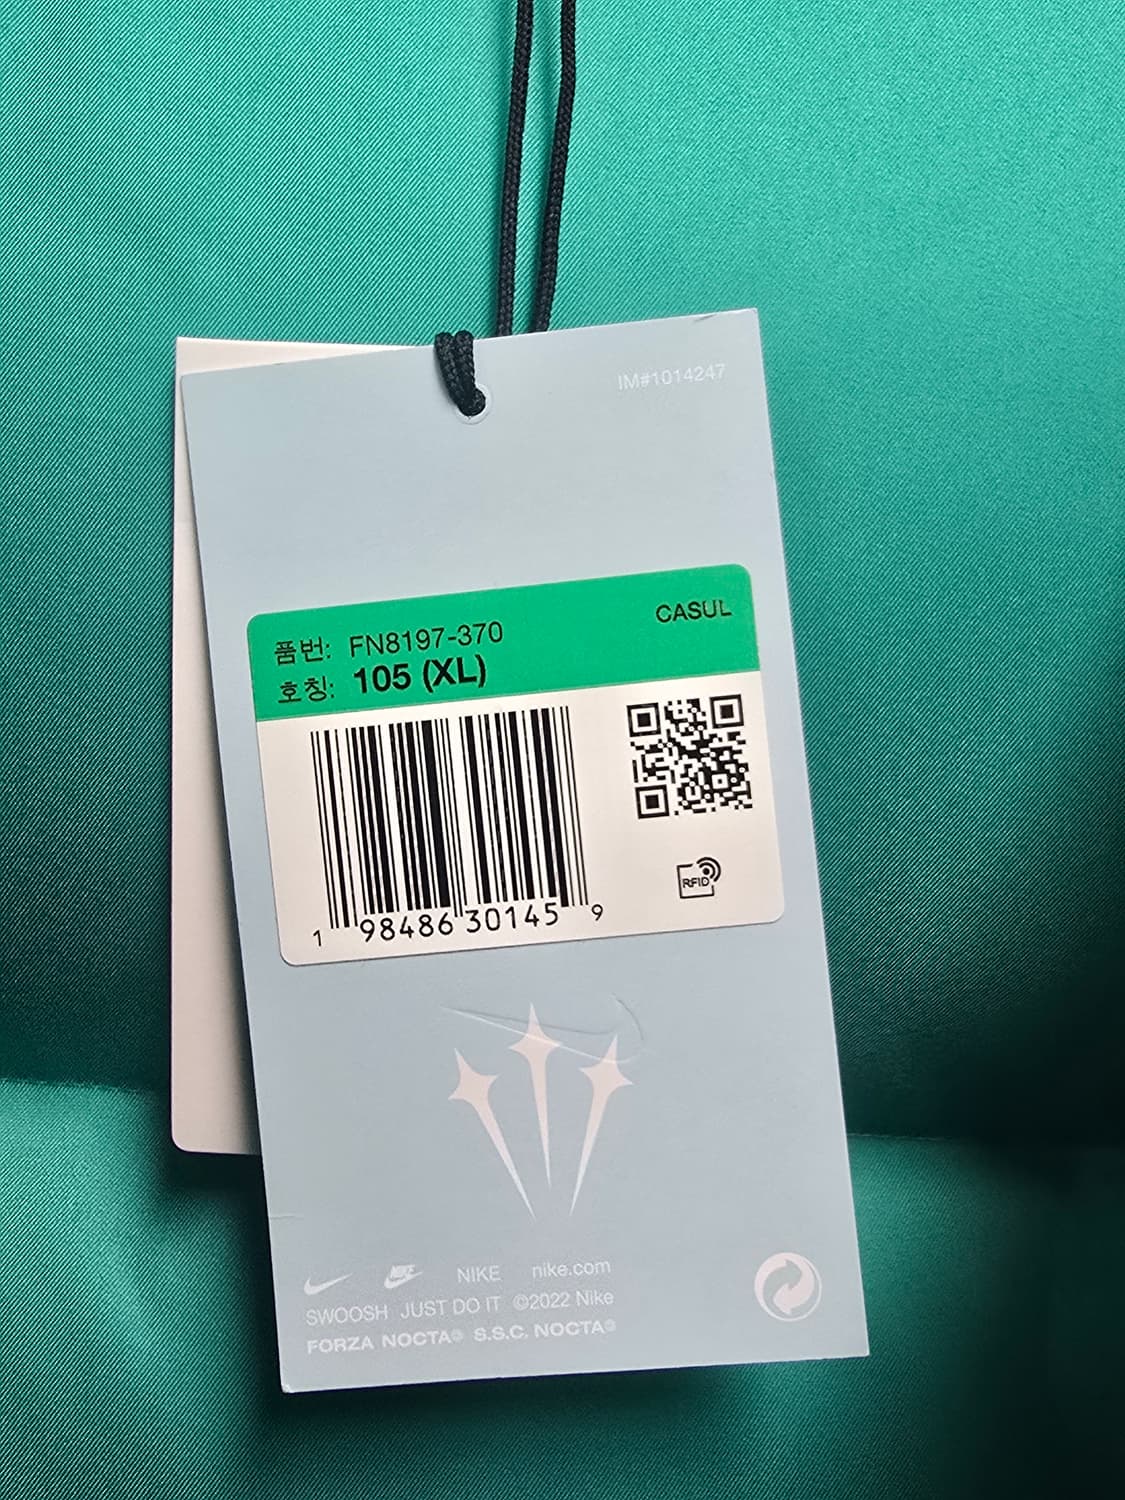 IM#1014247
품번: FN8197-370 CASUL
호칭: 105 (XL)
1 98486 30145 9
RFID
NIKE NIKE nike.com
SWOOSH JUST DO IT ©2022 Nike
FORZA NOCTA® S.S.C. NOCTA®